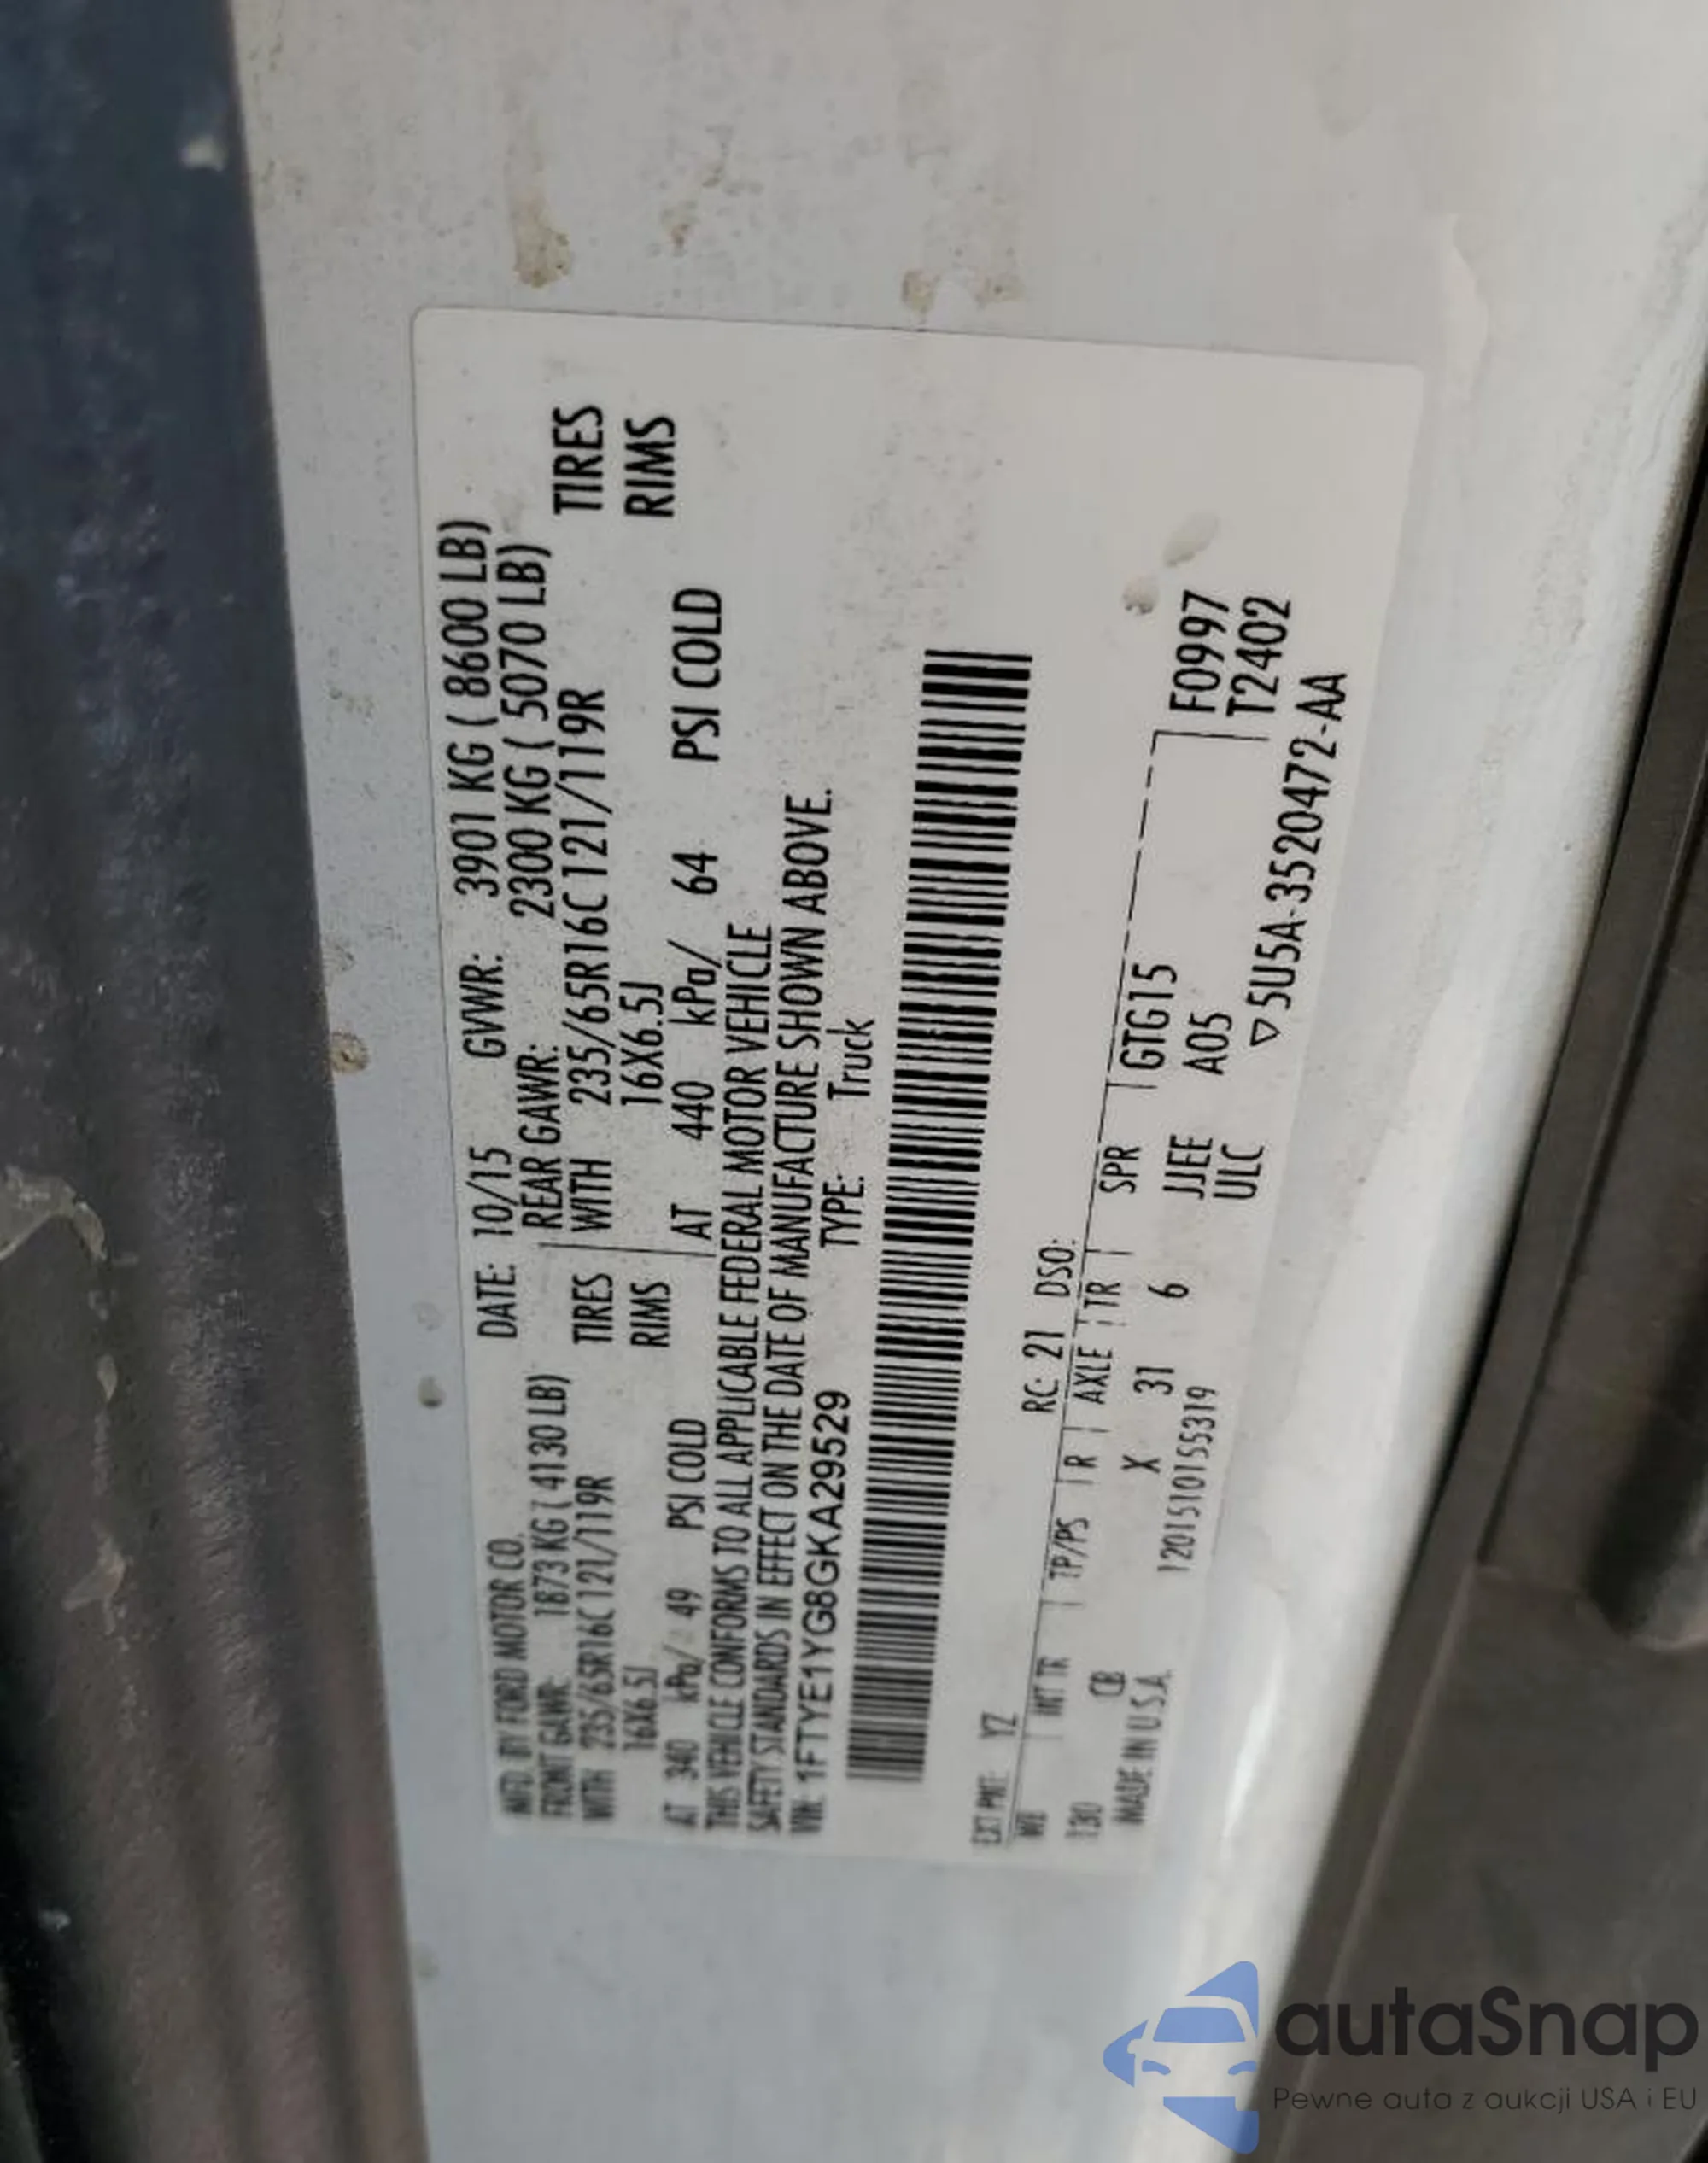 MFD. BY FORD MOTOR CO. DATE: 10/15 GVWR: 3901 KG ( 8600 LB)
FRONT GAWR: 1873 KG ( 4130 LB) REAR GAWR: 2300 KG ( 5070 LB)
WITH 235/65R16C 121/119R TIRES WITH 235/65R16C 121/119R TIRES
16X6.5J RIMS 16X6.5J RIMS
AT 340 kPa/ 49 PSI COLD AT 440 kPa/ 64 PSI COLD
THIS VEHICLE CONFORMS TO ALL APPLICABLE FEDERAL MOTOR VEHICLE
SAFETY STANDARDS IN EFFECT ON THE DATE OF MANUFACTURE SHOWN ABOVE.
VIN: 1FTYE1YG8GKA29529 TYPE: Truck
EXT PNT: YZ RC: 21 DSO:
WB INT TR TP/PS R AXLE TR SPR GTG15 F0997
130 CB X 31 6 JJEE A05 T2402
MADE IN U.S.A. 1201510155319 ULC ▽5U5A-3520472-AA
autaSnap
Pewne auta z aukcji USA i EU